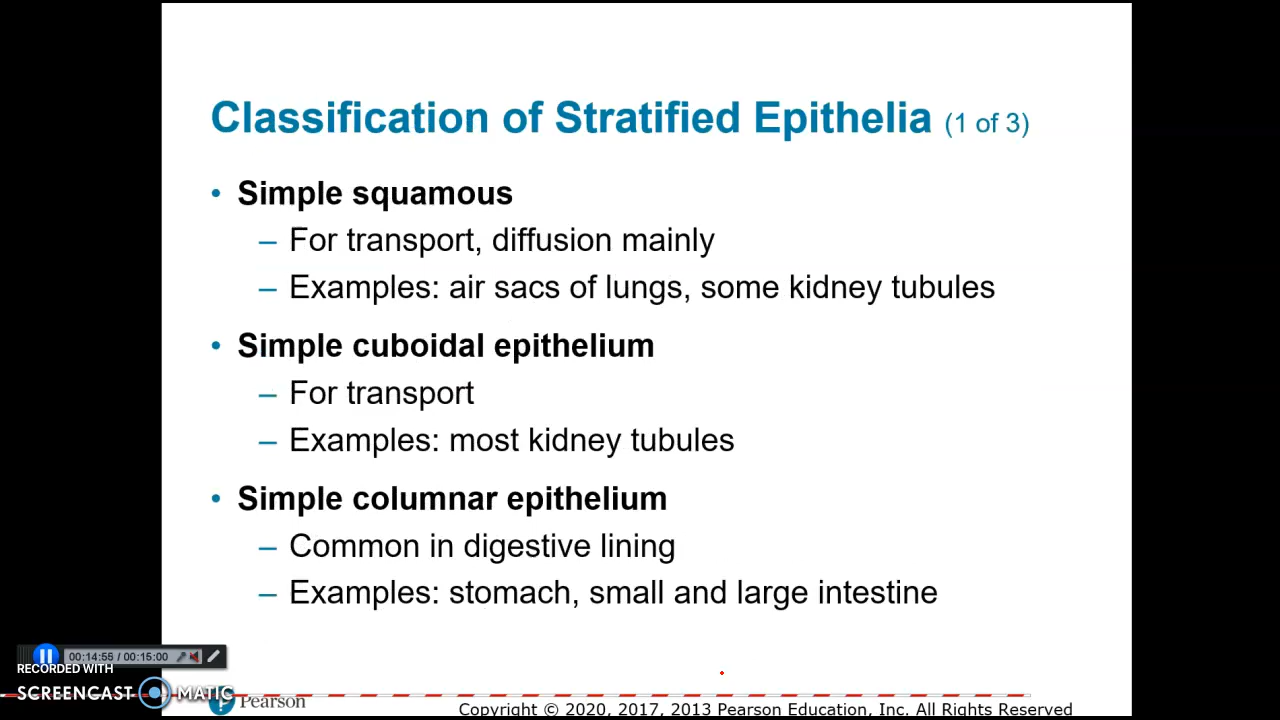 Classification of Stratified Epithelia (1 of 3)
• Simple squamous
– For transport, diffusion mainly
– Examples: air sacs of lungs, some kidney tubules
• Simple cuboidal epithelium
– For transport
– Examples: most kidney tubules
• Simple columnar epithelium
– Common in digestive lining
– Examples: stomach, small and large intestine
00:14:55 / 00:15:00
RECORDED WITH
SCREENCAST MATIC
Pearson
Copyright © 2020, 2017, 2013 Pearson Education, Inc. All Rights Reserved